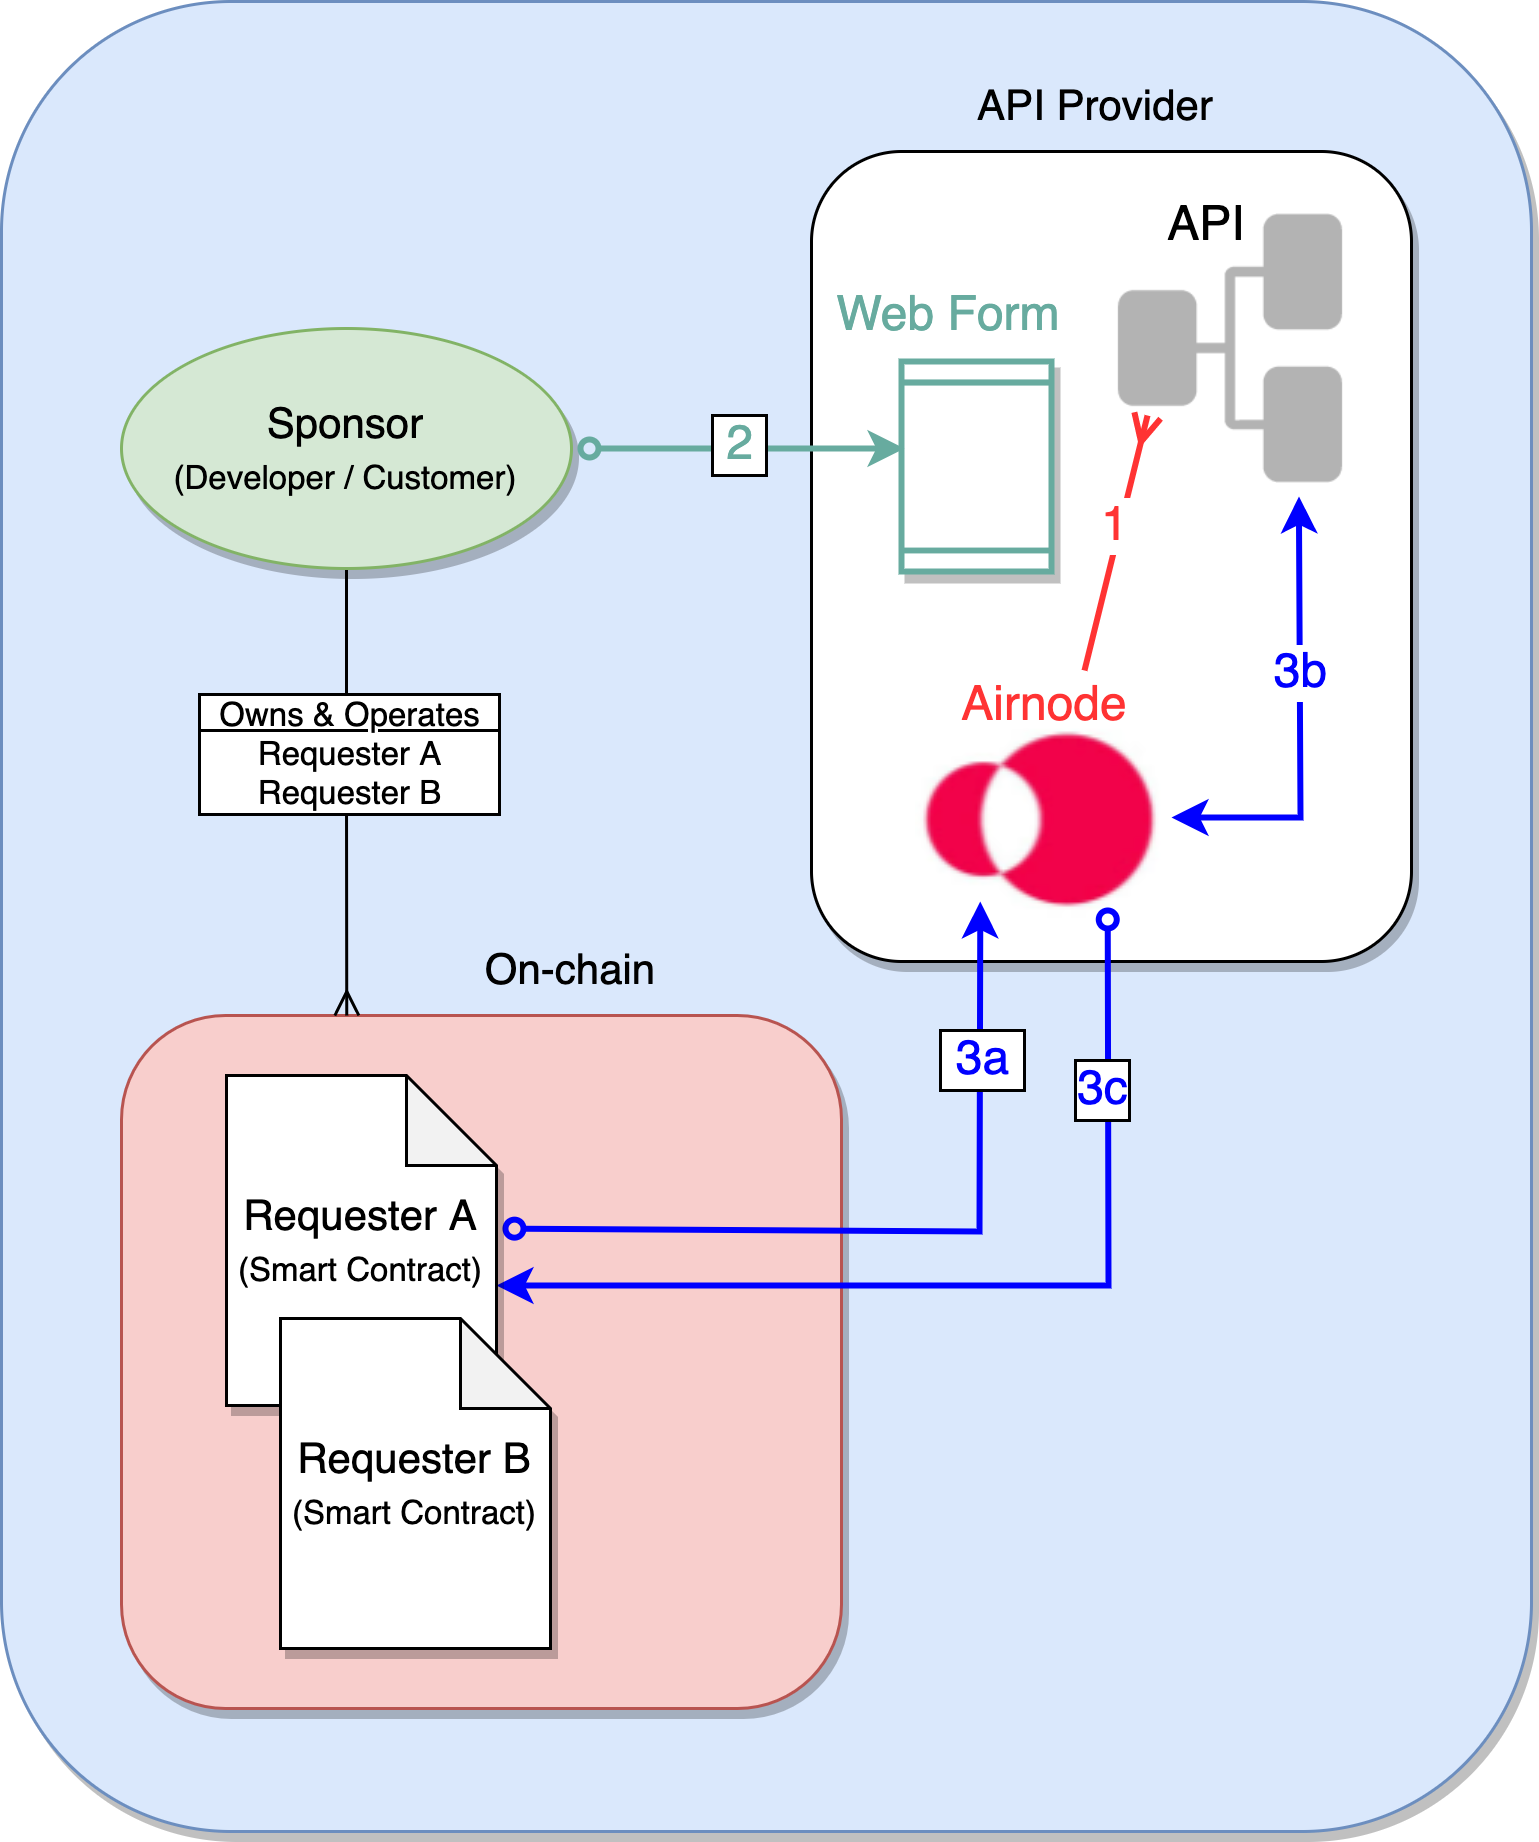 API Provider
API
Web Form
Sponsor
(Developer / Customer)
2
1
3b
Airnode
Owns & Operates
Requester A
Requester B
On-chain
3a
3c
Requester A
(Smart Contract)
Requester B
(Smart Contract)